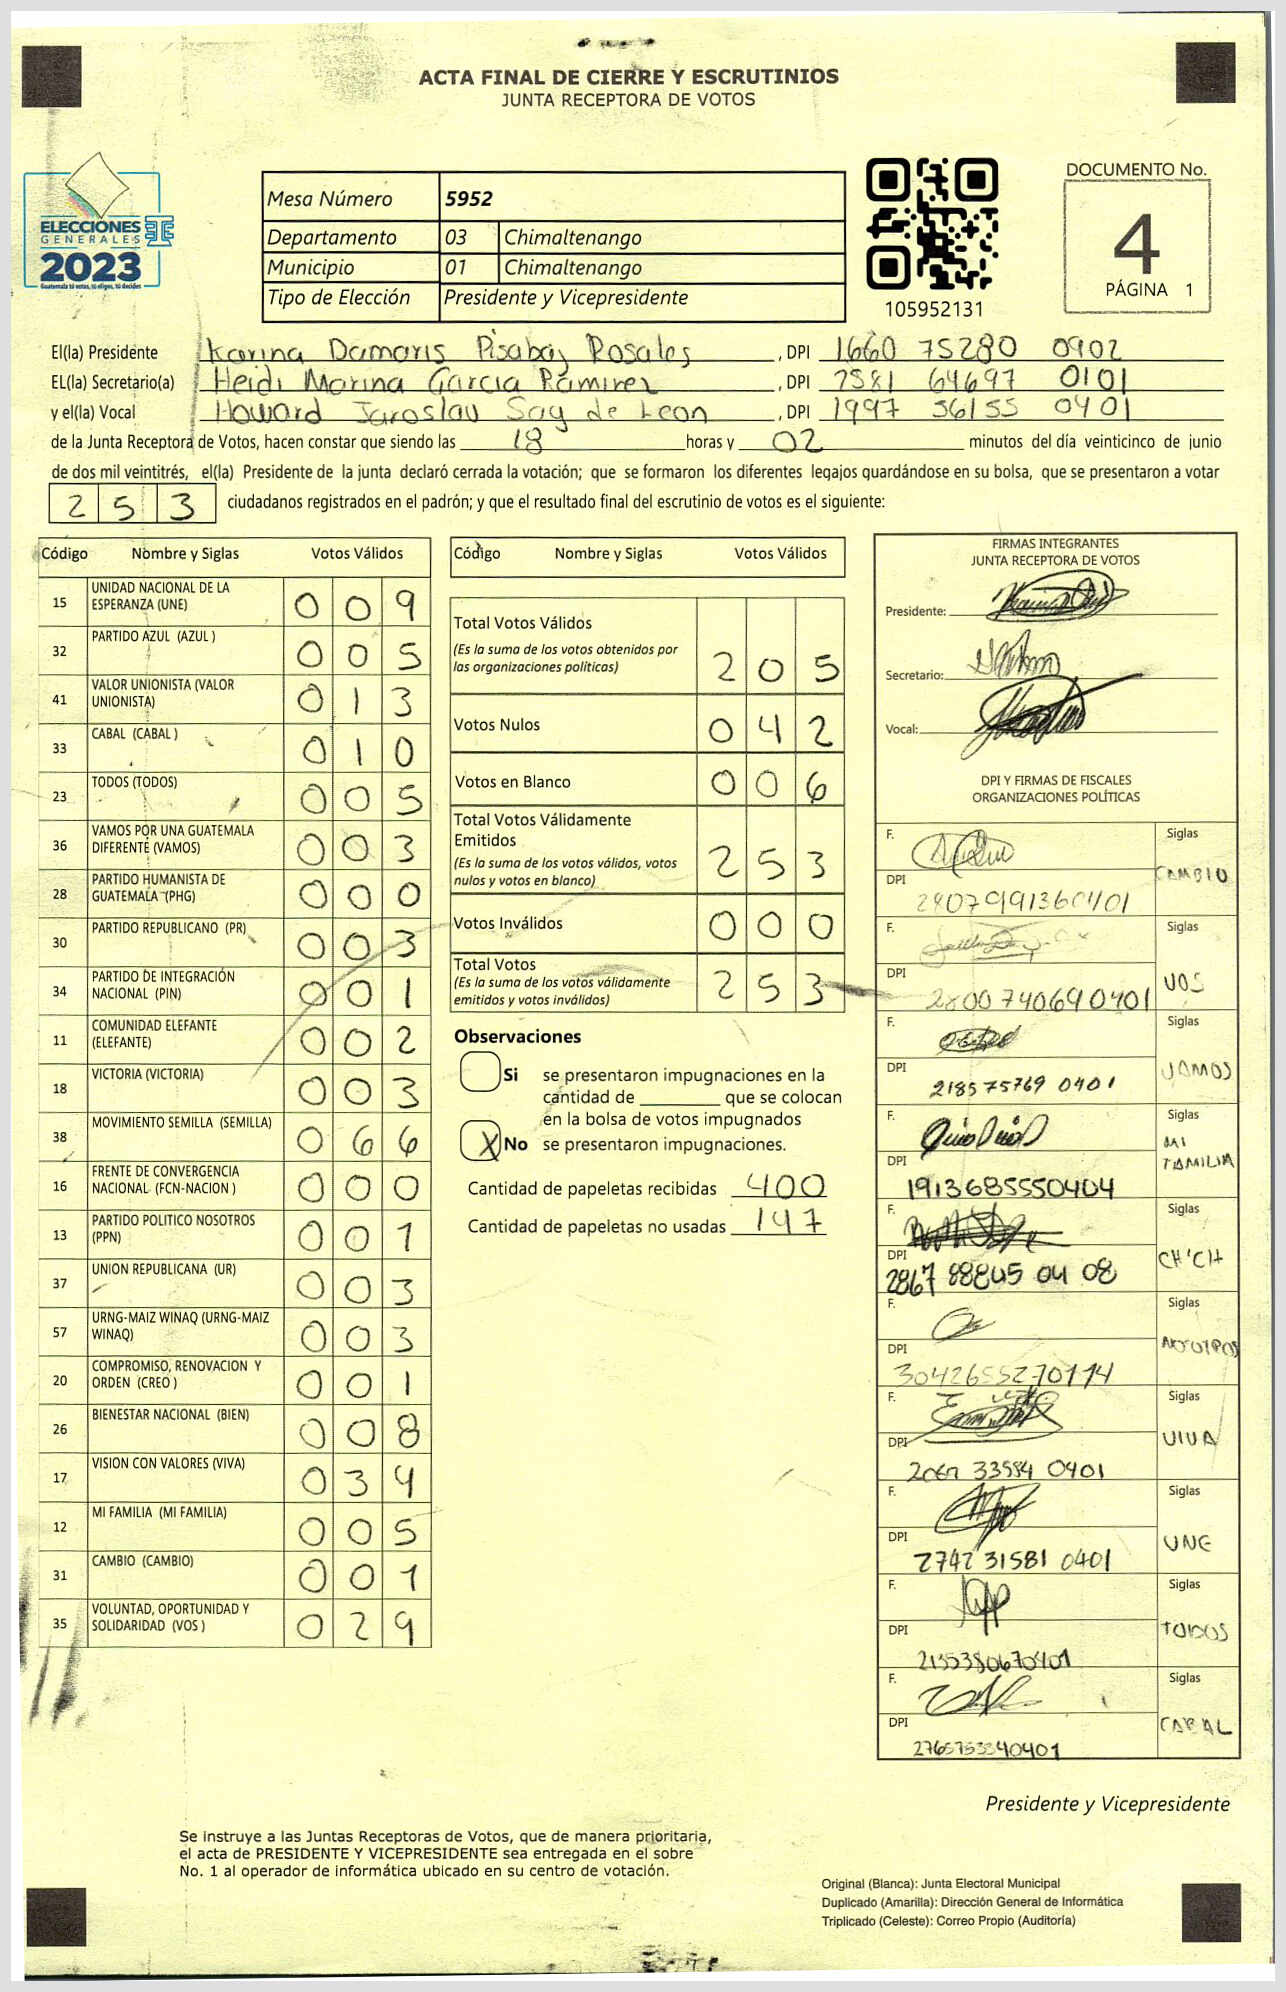 ACTA FINAL DE CIERRE Y ESCRUTINIOS
JUNTA RECEPTORA DE VOTOS
ELECCIONES
GENERALES
2023
Guatemala tú votas, tú eliges, tú decides
Mesa Número 5952
Departamento 03 Chimaltenango
Municipio 01 Chimaltenango
Tipo de Elección Presidente y Vicepresidente
105952131
DOCUMENTO No.
4
PÁGINA 1
El(la) Presidente Karina Damaris Pisabaj Rosales, DPI 1660 75280 0902
EL(la) Secretario(a) Heidi Marina Garcia Ramirez, DPI 2581 64697 0101
y el(la) Vocal Howard Jaroslav Say de Leon, DPI 1997 56155 0401
de la Junta Receptora de Votos, hacen constar que siendo las 18 horas y 02 minutos del día veinticinco de junio
de dos mil veintitrés, el(la) Presidente de la junta declaró cerrada la votación; que se formaron los diferentes legajos guardándose en su bolsa, que se presentaron a votar
253 ciudadanos registrados en el padrón; y que el resultado final del escrutinio de votos es el siguiente:
Código Nombre y Siglas Votos Válidos
15 UNIDAD NACIONAL DE LA ESPERANZA (UNE) 009
32 PARTIDO AZUL (AZUL ) 005
41 VALOR UNIONISTA (VALOR UNIONISTA) 013
33 CABAL (CABAL ) 010
23 TODOS (TODOS) 005
36 VAMOS POR UNA GUATEMALA DIFERENTE (VAMOS) 003
28 PARTIDO HUMANISTA DE GUATEMALA (PHG) 000
30 PARTIDO REPUBLICANO (PR) 003
34 PARTIDO DE INTEGRACIÓN NACIONAL (PIN) 001
11 COMUNIDAD ELEFANTE (ELEFANTE) 002
18 VICTORIA (VICTORIA) 003
38 MOVIMIENTO SEMILLA (SEMILLA) 066
16 FRENTE DE CONVERGENCIA NACIONAL (FCN-NACION ) 000
13 PARTIDO POLITICO NOSOTROS (PPN) 001
37 UNION REPUBLICANA (UR) 003
57 URNG-MAIZ WINAQ (URNG-MAIZ WINAQ) 003
20 COMPROMISO, RENOVACION Y ORDEN (CREO ) 001
26 BIENESTAR NACIONAL (BIEN) 008
17 VISION CON VALORES (VIVA) 034
12 MI FAMILIA (MI FAMILIA) 005
31 CAMBIO (CAMBIO) 001
35 VOLUNTAD, OPORTUNIDAD Y SOLIDARIDAD (VOS ) 029
Código Nombre y Siglas Votos Válidos
Total Votos Válidos
(Es la suma de los votos obtenidos por las organizaciones políticas) 205
Votos Nulos 042
Votos en Blanco 006
Total Votos Válidamente Emitidos
(Es la suma de los votos válidos, votos nulos y votos en blanco) 253
Votos Inválidos 000
Total Votos
(Es la suma de los votos válidamente emitidos y votos inválidos) 253
Observaciones
Si se presentaron impugnaciones en la
cantidad de ________ que se colocan
en la bolsa de votos impugnados
X No se presentaron impugnaciones.
Cantidad de papeletas recibidas 400
Cantidad de papeletas no usadas 147
FIRMAS INTEGRANTES
JUNTA RECEPTORA DE VOTOS
Presidente:
Secretario:
Vocal:
DPI Y FIRMAS DE FISCALES
ORGANIZACIONES POLÍTICAS
F. Siglas
DPI 2807919360401 CAMBIO
F. Siglas
DPI 2800740690401 VOS
F. Siglas
DPI 218575769 0401 VAMOS
F. Siglas
DPI 1913685550404 MI FAMILIA
F. Siglas
DPI 2867 88845 04 08 CH'CH
F. Siglas
DPI 3042655270114 NOSOTROS
F. Siglas
DPI 2067 33584 0401 VIVA
F. Siglas
DPI 2742 31581 0401 UNE
F. Siglas
DPI 2135380670401 TODOS
F. Siglas
DPI CABAL
Presidente y Vicepresidente
Se instruye a las Juntas Receptoras de Votos, que de manera prioritaria,
el acta de PRESIDENTE Y VICEPRESIDENTE sea entregada en el sobre
No. 1 al operador de informática ubicado en su centro de votación.
Original (Blanca): Junta Electoral Municipal
Duplicado (Amarilla): Dirección General de Informática
Triplicado (Celeste): Correo Propio (Auditoría)